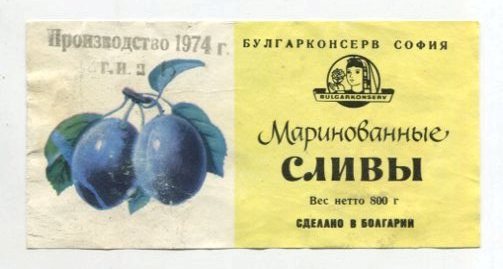 Производство 1974 г.
БУЛГАРКОНСЕРВ СОФИЯ
BULGARKONSERV
Маринованные
СЛИВЫ
Вес нетто 800 г
СДЕЛАНО В БОЛГАРИИ